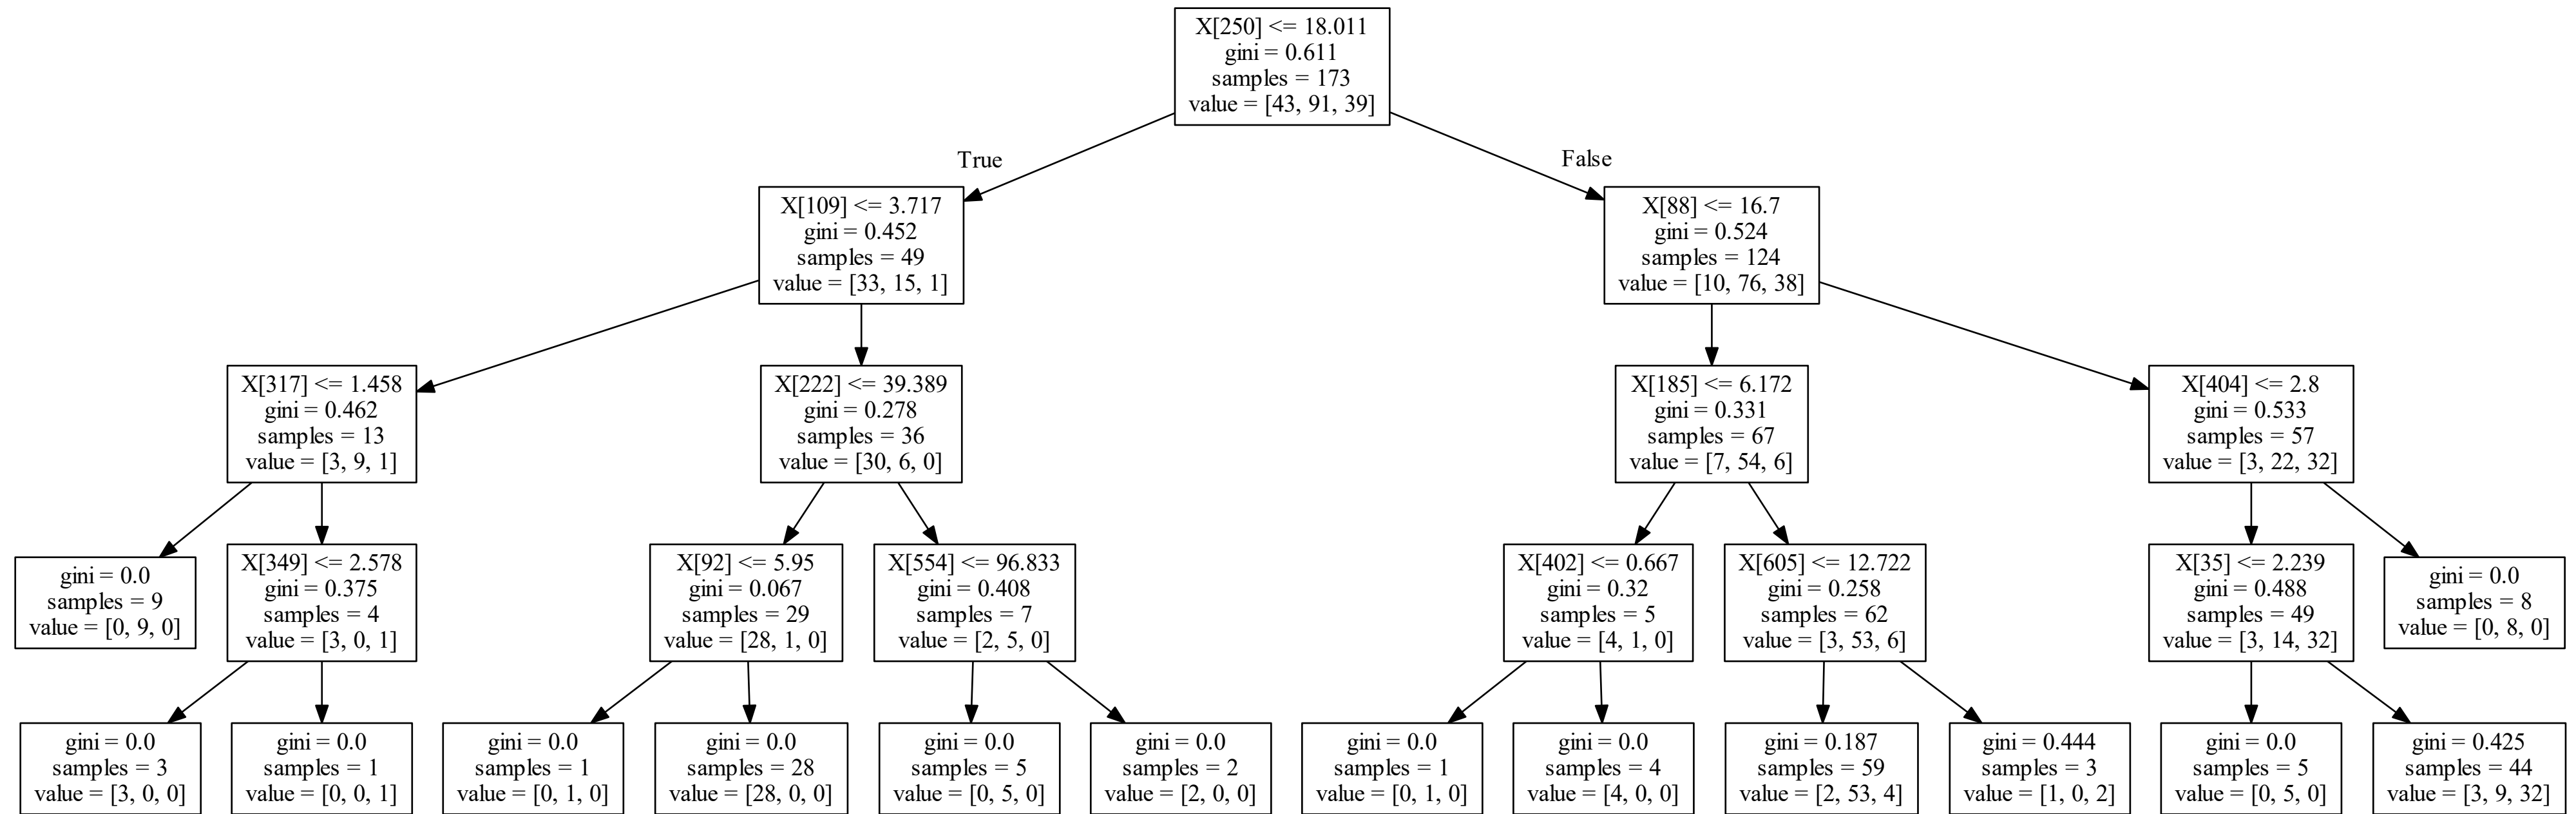 X[250] <= 18.011
gini = 0.611
samples = 173
value = [43, 91, 39]
True
False
X[109] <= 3.717
gini = 0.452
samples = 49
value = [33, 15, 1]
X[88] <= 16.7
gini = 0.524
samples = 124
value = [10, 76, 38]
X[317] <= 1.458
gini = 0.462
samples = 13
value = [3, 9, 1]
X[222] <= 39.389
gini = 0.278
samples = 36
value = [30, 6, 0]
X[185] <= 6.172
gini = 0.331
samples = 67
value = [7, 54, 6]
X[404] <= 2.8
gini = 0.533
samples = 57
value = [3, 22, 32]
gini = 0.0
samples = 9
value = [0, 9, 0]
X[349] <= 2.578
gini = 0.375
samples = 4
value = [3, 0, 1]
X[92] <= 5.95
gini = 0.067
samples = 29
value = [28, 1, 0]
X[554] <= 96.833
gini = 0.408
samples = 7
value = [2, 5, 0]
X[402] <= 0.667
gini = 0.32
samples = 5
value = [4, 1, 0]
X[605] <= 12.722
gini = 0.258
samples = 62
value = [3, 53, 6]
X[35] <= 2.239
gini = 0.488
samples = 49
value = [3, 14, 32]
gini = 0.0
samples = 8
value = [0, 8, 0]
gini = 0.0
samples = 3
value = [3, 0, 0]
gini = 0.0
samples = 1
value = [0, 0, 1]
gini = 0.0
samples = 1
value = [0, 1, 0]
gini = 0.0
samples = 28
value = [28, 0, 0]
gini = 0.0
samples = 5
value = [0, 5, 0]
gini = 0.0
samples = 2
value = [2, 0, 0]
gini = 0.0
samples = 1
value = [0, 1, 0]
gini = 0.0
samples = 4
value = [4, 0, 0]
gini = 0.187
samples = 59
value = [2, 53, 4]
gini = 0.444
samples = 3
value = [1, 0, 2]
gini = 0.0
samples = 5
value = [0, 5, 0]
gini = 0.425
samples = 44
value = [3, 9, 32]